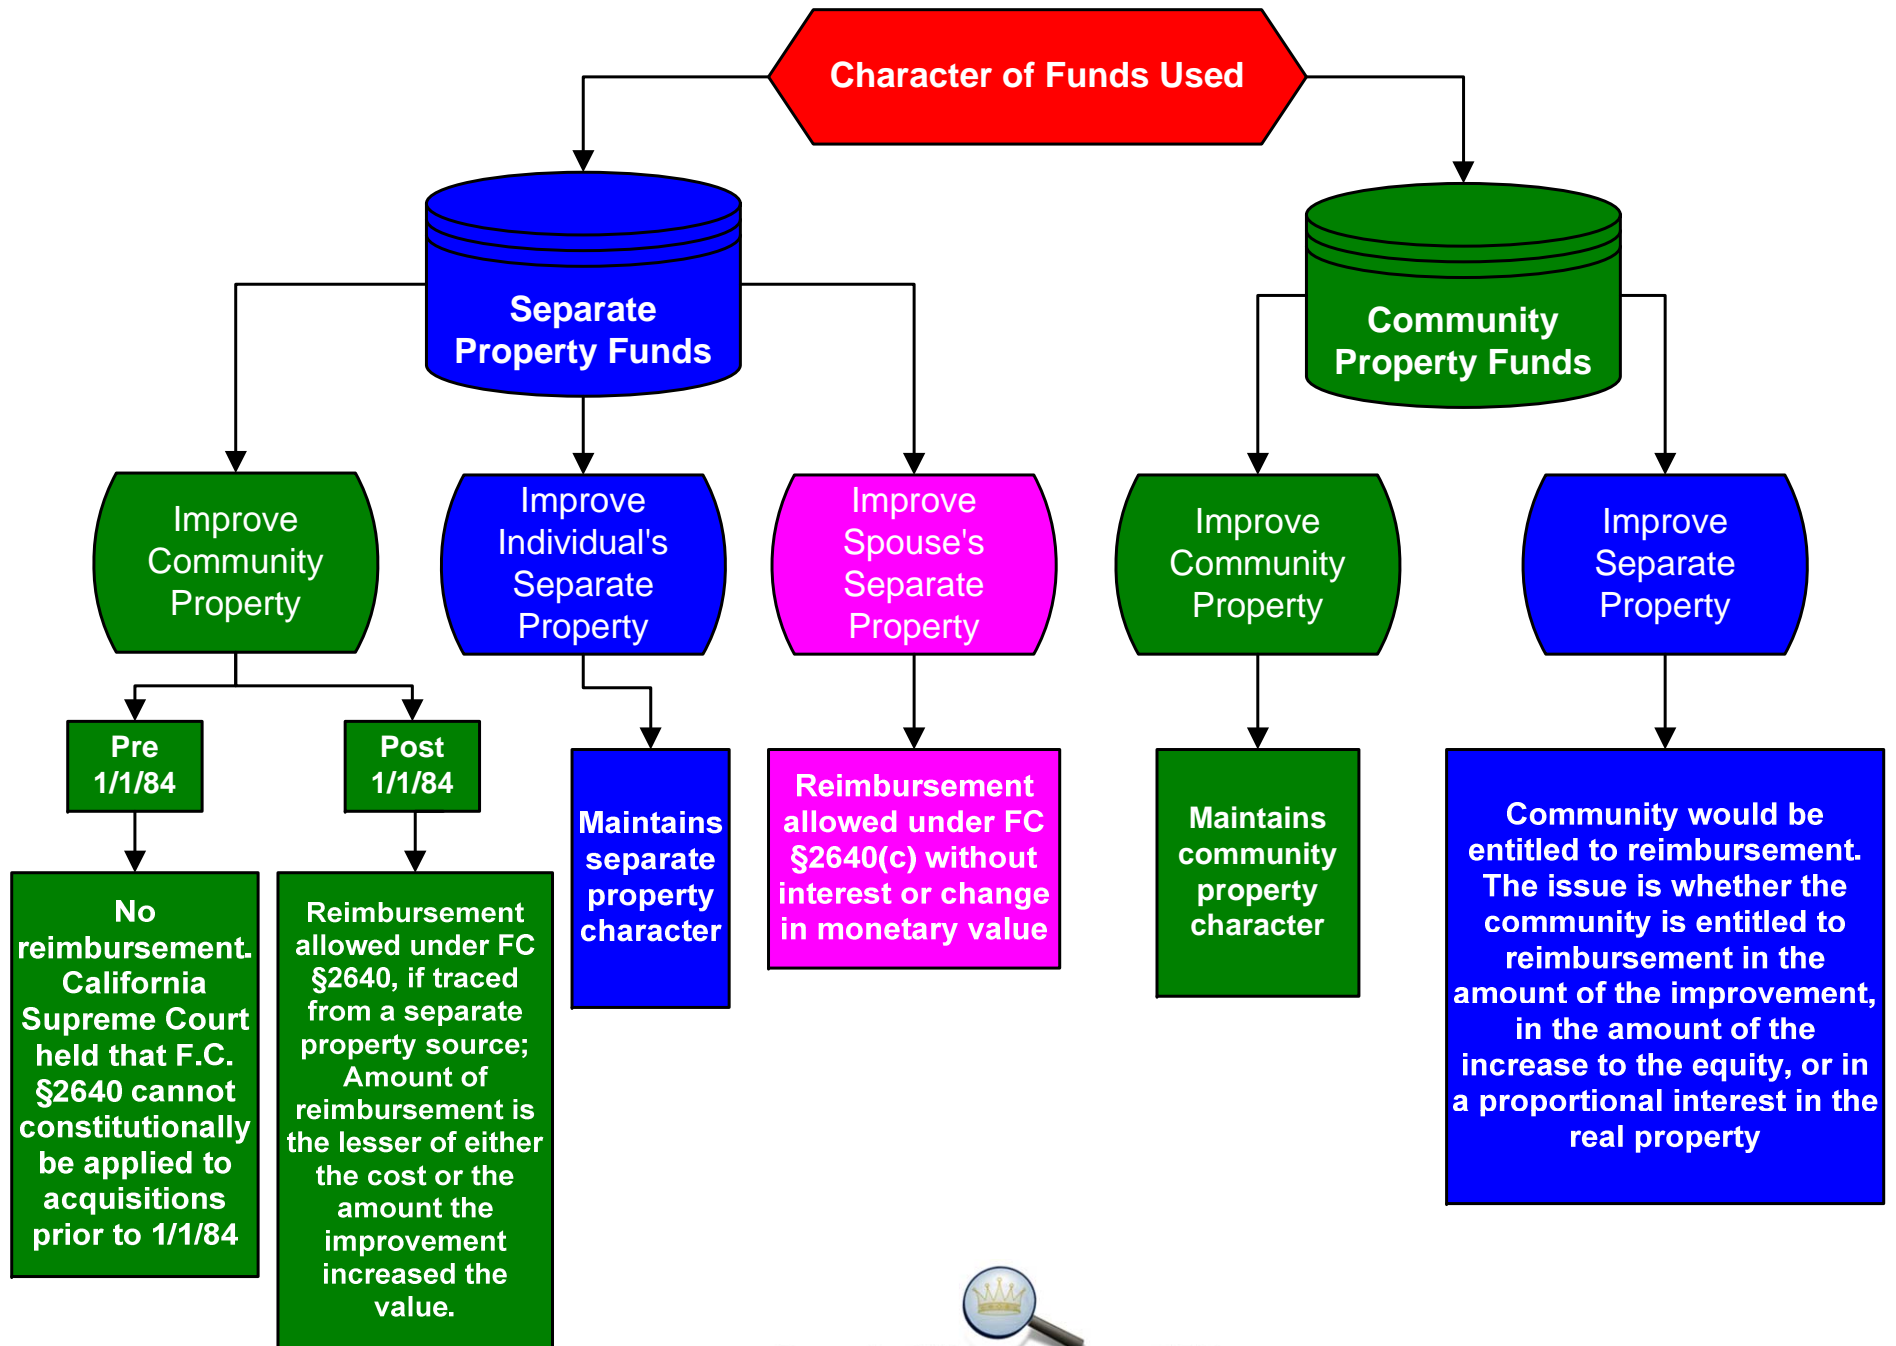 Character of Funds Used
Separate
Property Funds
Community
Property Funds
Improve
Community
Property
Improve
Individual's
Separate
Property
Improve
Spouse's
Separate
Property
Improve
Community
Property
Improve
Separate
Property
Pre
1/1/84
Post
1/1/84
Maintains
separate
property
character
Reimbursement
allowed under FC
§2640(c) without
interest or change
in monetary value
Maintains
community
property
character
Community would be
entitled to reimbursement.
The issue is whether the
community is entitled to
reimbursement in the
amount of the improvement,
in the amount of the
increase to the equity, or in
a proportional interest in the
real property
No
reimbursement.
California
Supreme Court
held that F.C.
§2640 cannot
constitutionally
be applied to
acquisitions
prior to 1/1/84
Reimbursement
allowed under FC
§2640, if traced
from a separate
property source;
Amount of
reimbursement is
the lesser of either
the cost or the
amount the
improvement
increased the
value.